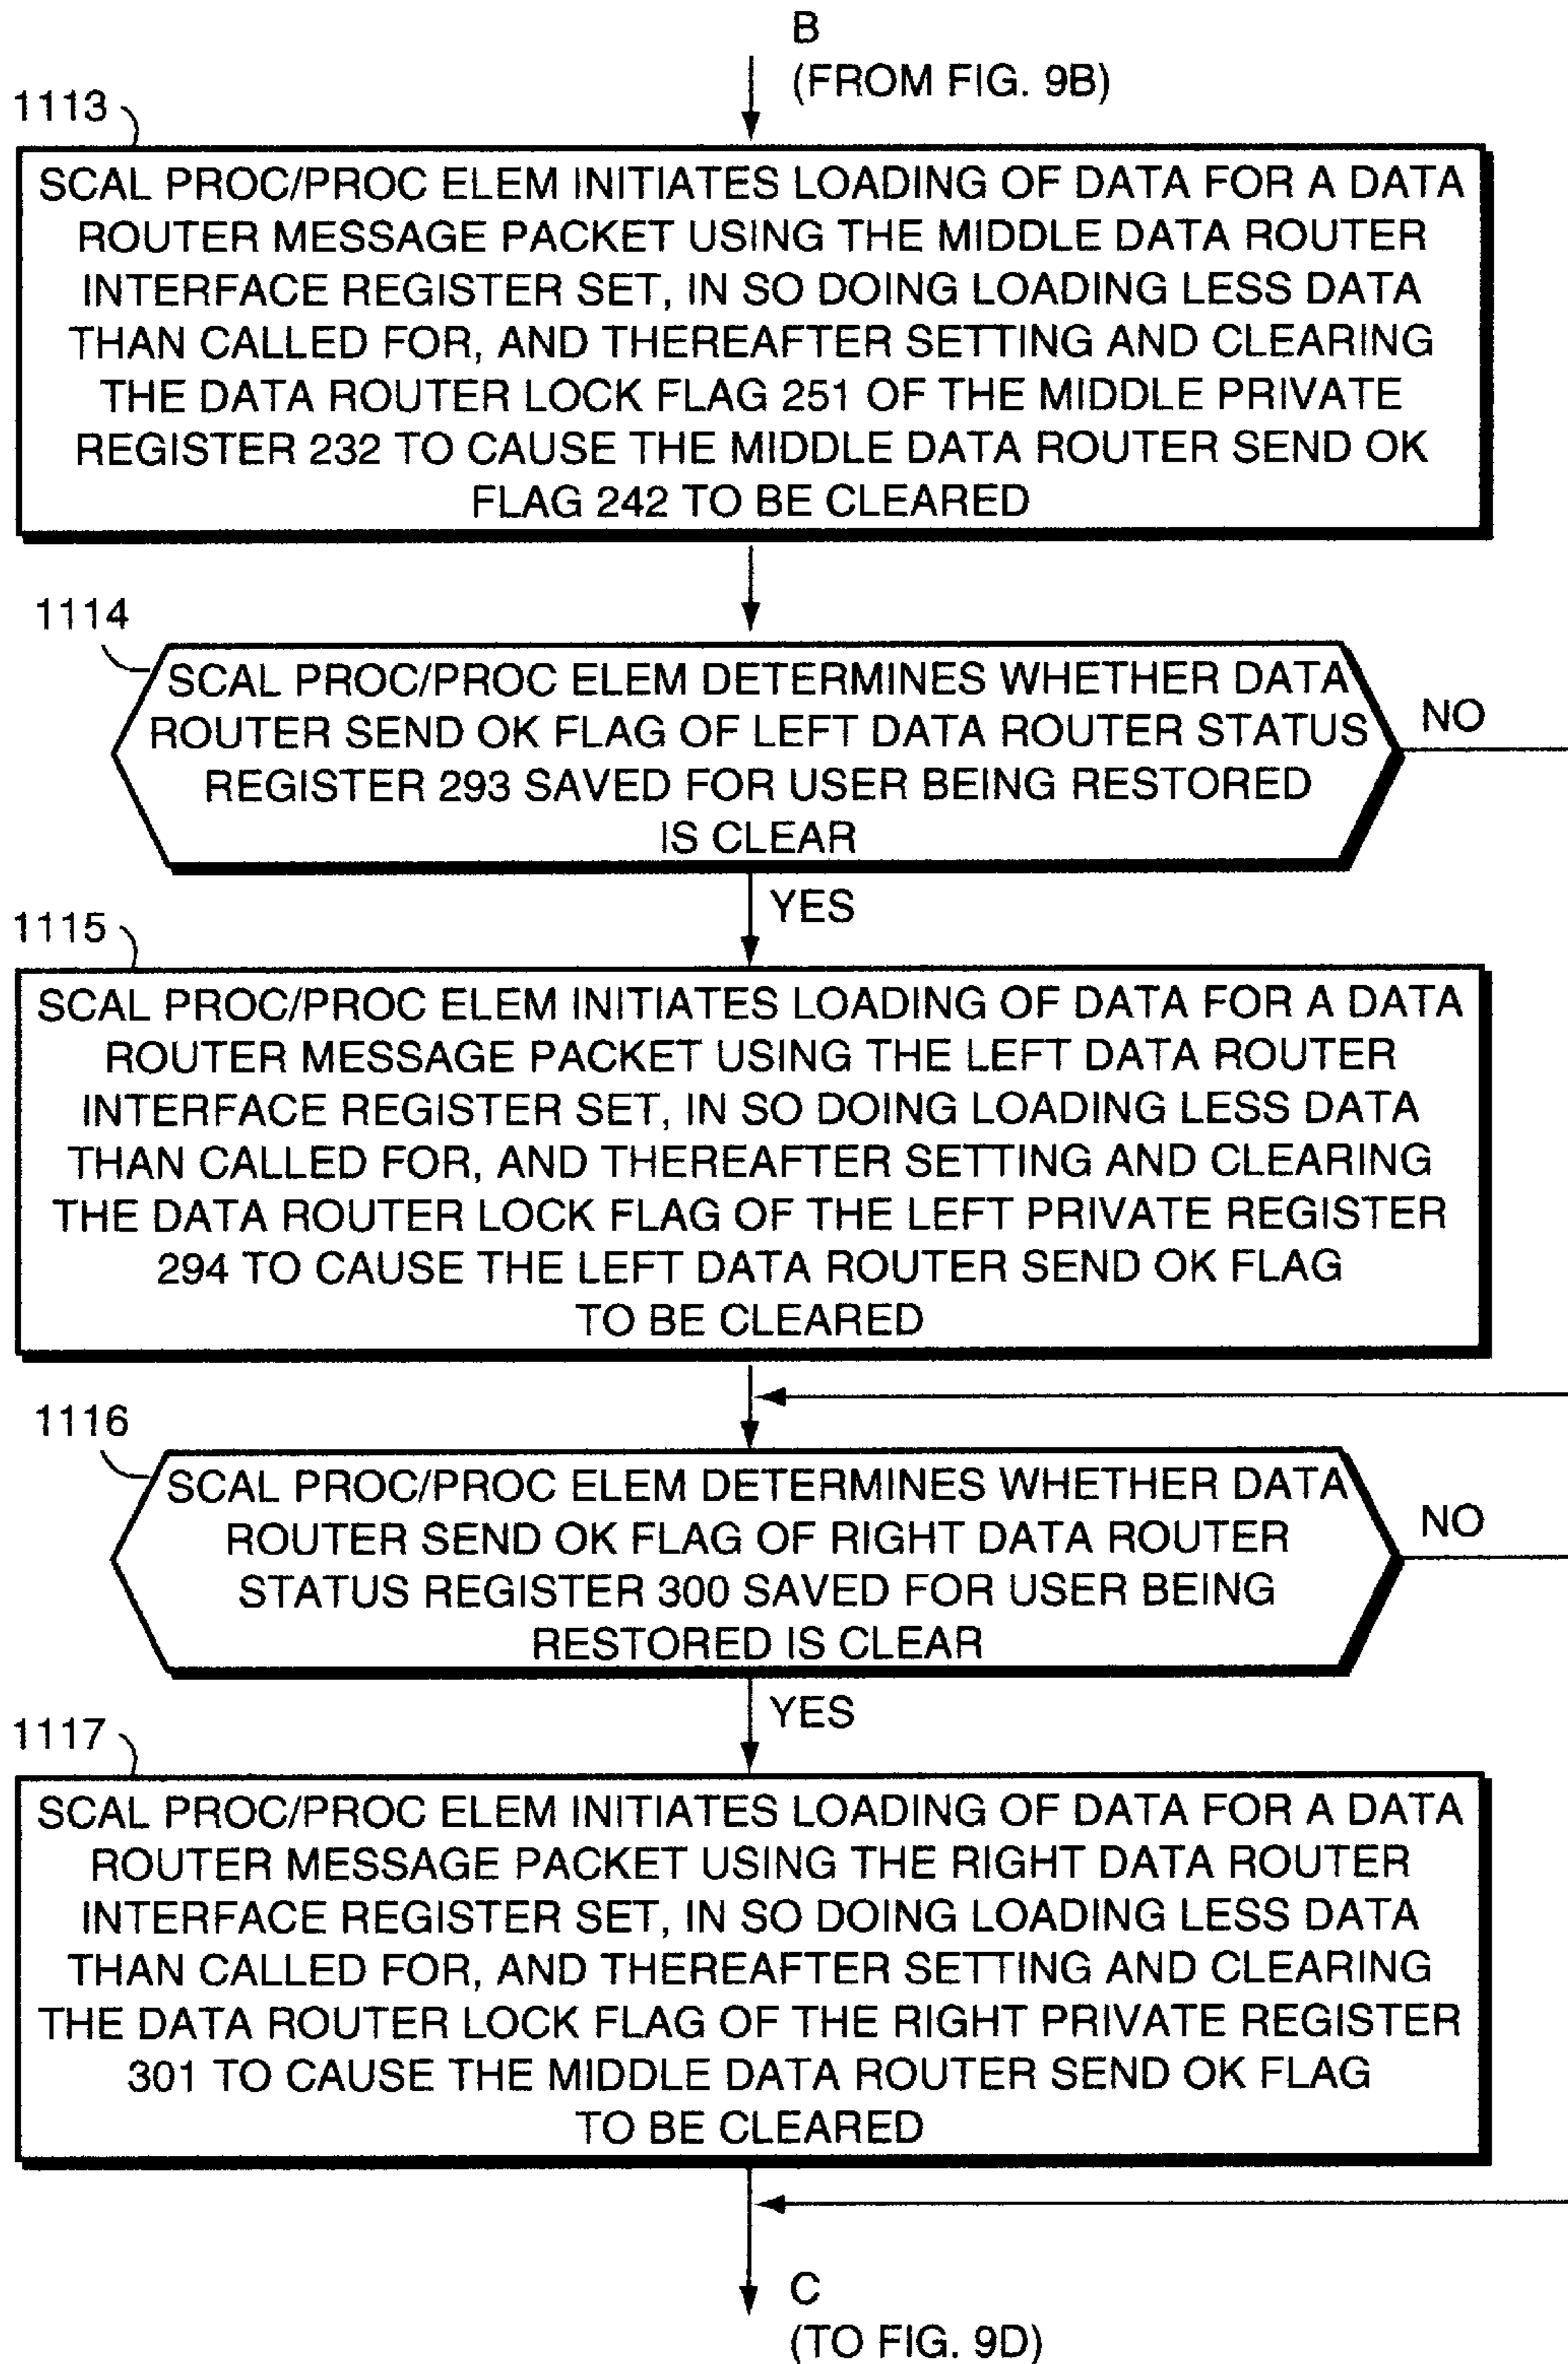 B
(FROM FIG. 9B)
1113
SCAL PROC/PROC ELEM INITIATES LOADING OF DATA FOR A DATA
ROUTER MESSAGE PACKET USING THE MIDDLE DATA ROUTER
INTERFACE REGISTER SET, IN SO DOING LOADING LESS DATA
THAN CALLED FOR, AND THEREAFTER SETTING AND CLEARING
THE DATA ROUTER LOCK FLAG 251 OF THE MIDDLE PRIVATE
REGISTER 232 TO CAUSE THE MIDDLE DATA ROUTER SEND OK
FLAG 242 TO BE CLEARED
1114
SCAL PROC/PROC ELEM DETERMINES WHETHER DATA
ROUTER SEND OK FLAG OF LEFT DATA ROUTER STATUS
REGISTER 293 SAVED FOR USER BEING RESTORED
IS CLEAR
NO
YES
1115
SCAL PROC/PROC ELEM INITIATES LOADING OF DATA FOR A DATA
ROUTER MESSAGE PACKET USING THE LEFT DATA ROUTER
INTERFACE REGISTER SET, IN SO DOING LOADING LESS DATA
THAN CALLED FOR, AND THEREAFTER SETTING AND CLEARING
THE DATA ROUTER LOCK FLAG OF THE LEFT PRIVATE REGISTER
294 TO CAUSE THE LEFT DATA ROUTER SEND OK FLAG
TO BE CLEARED
1116
SCAL PROC/PROC ELEM DETERMINES WHETHER DATA
ROUTER SEND OK FLAG OF RIGHT DATA ROUTER
STATUS REGISTER 300 SAVED FOR USER BEING
RESTORED IS CLEAR
NO
YES
1117
SCAL PROC/PROC ELEM INITIATES LOADING OF DATA FOR A DATA
ROUTER MESSAGE PACKET USING THE RIGHT DATA ROUTER
INTERFACE REGISTER SET, IN SO DOING LOADING LESS DATA
THAN CALLED FOR, AND THEREAFTER SETTING AND CLEARING
THE DATA ROUTER LOCK FLAG OF THE RIGHT PRIVATE REGISTER
301 TO CAUSE THE MIDDLE DATA ROUTER SEND OK FLAG
TO BE CLEARED
C
(TO FIG. 9D)